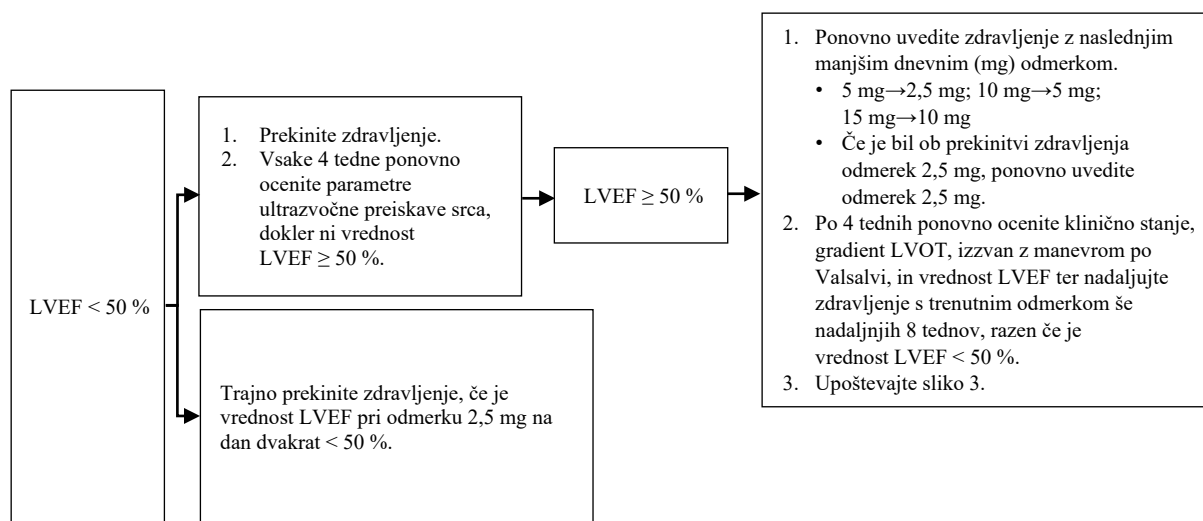 LVEF < 50 %
1. Prekinite zdravljenje.
2. Vsake 4 tedne ponovno
ocenite parametre
ultrazvočne preiskave srca,
dokler ni vrednost
LVEF ≥ 50 %.
Trajno prekinite zdravljenje, če je
vrednost LVEF pri odmerku 2,5 mg na
dan dvakrat < 50 %.
LVEF ≥ 50 %
1. Ponovno uvedite zdravljenje z naslednjim
manjšim dnevnim (mg) odmerkom.
• 5 mg→2,5 mg; 10 mg→5 mg;
15 mg→10 mg
• Če je bil ob prekinitvi zdravljenja
odmerek 2,5 mg, ponovno uvedite
odmerek 2,5 mg.
2. Po 4 tednih ponovno ocenite klinično stanje,
gradient LVOT, izzvan z manevrom po
Valsalvi, in vrednost LVEF ter nadaljujte
zdravljenje s trenutnim odmerkom še
nadaljnjih 8 tednov, razen če je
vrednost LVEF < 50 %.
3. Upoštevajte sliko 3.